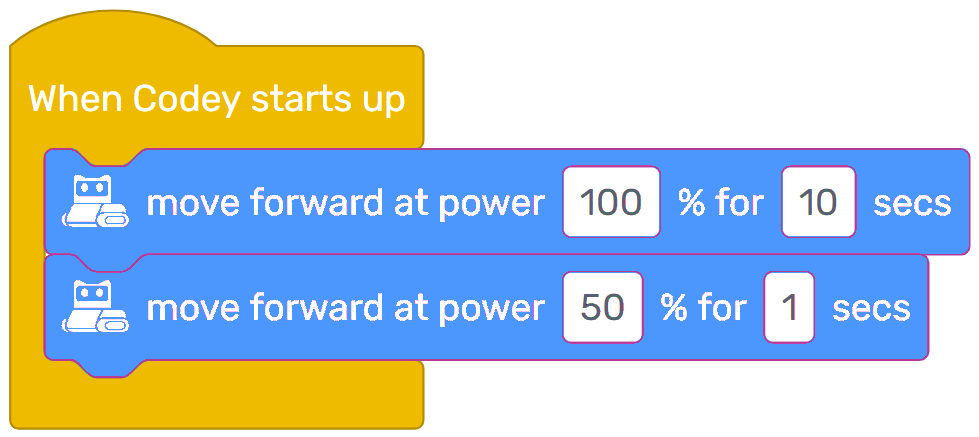 When Codey starts up
move forward at power 100 % for 10 secs
move forward at power 50 % for 1 secs